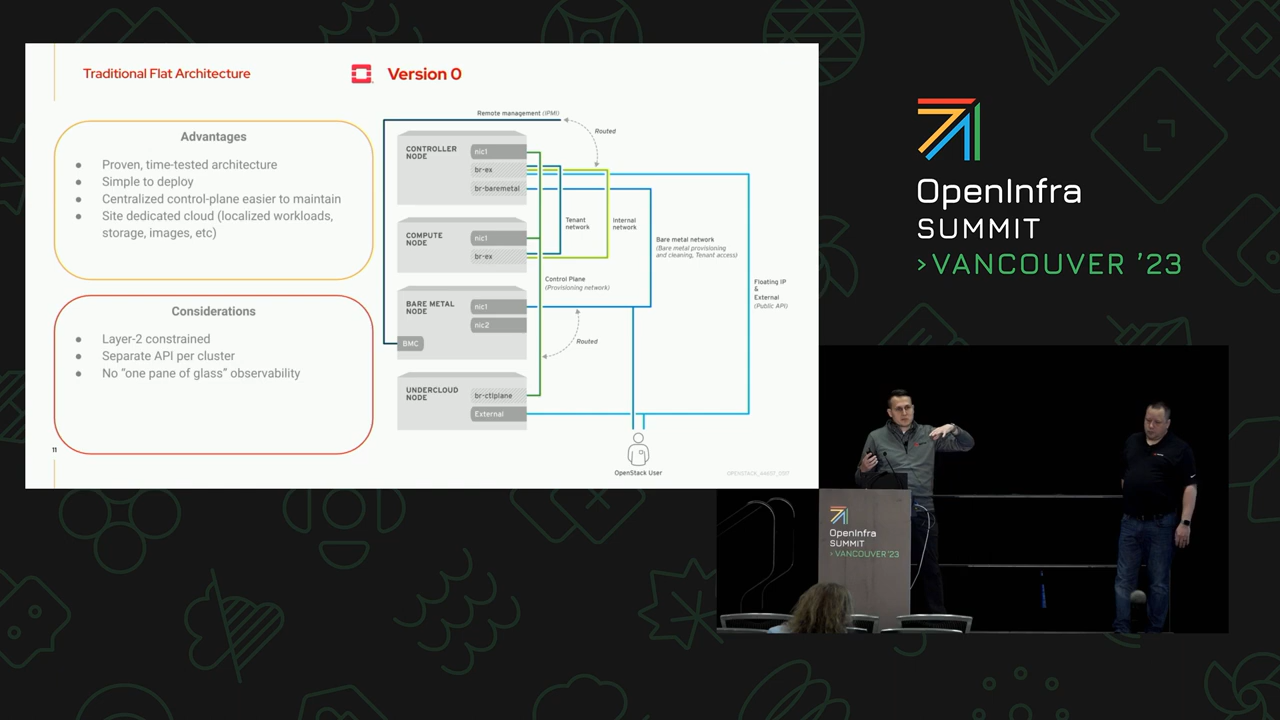 Traditional Flat Architecture
Version 0
Advantages
● Proven, time-tested architecture
● Simple to deploy
● Centralized control-plane easier to maintain
● Site dedicated cloud (localized workloads,
storage, images, etc)
Considerations
● Layer-2 constrained
● Separate API per cluster
● No “one pane of glass” observability
11
Remote management (IPMI)
Routed
CONTROLLER
NODE
nic1
br-ex
br-baremetal
Tenant
network
Internal
network
COMPUTE
NODE
nic1
br-ex
Bare metal network
(Bare metal provisioning
and cleaning, Tenant access)
Control Plane
(Provisioning network)
Floating IP
&
External
(Public API)
BARE METAL
NODE
nic1
nic2
BMC
Routed
UNDERCLOUD
NODE
br-ctlplane
External
OpenStack User
OpenInfra
SUMMIT
>VANCOUVER ’23
OpenInfra
SUMMIT
>VANCOUVER ’23